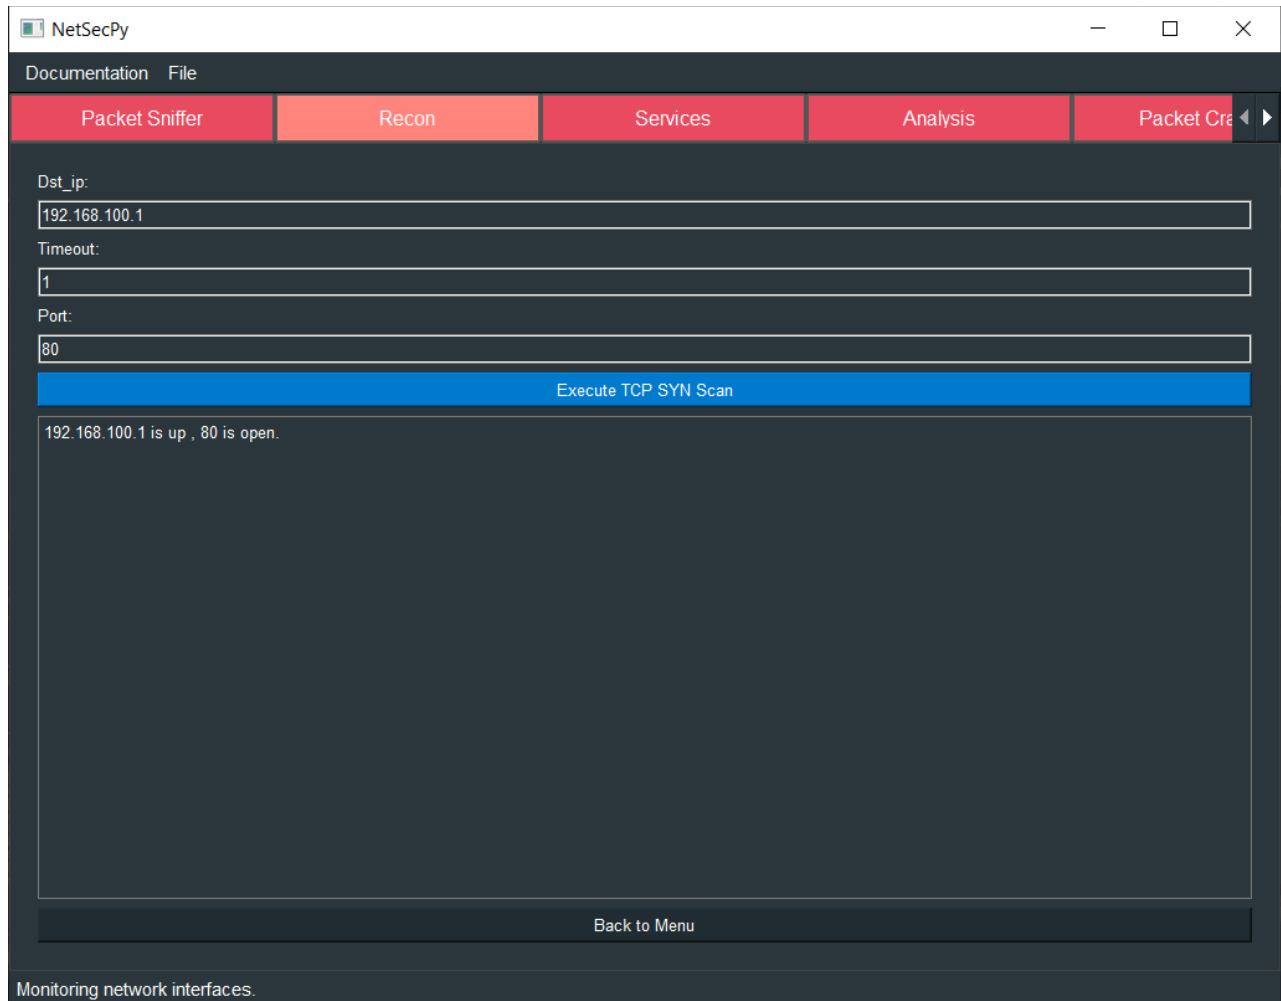 NetSecPy
Documentation File
Packet Sniffer Recon Services Analysis Packet Cra
Dst_ip:
192.168.100.1
Timeout:
1
Port:
80
Execute TCP SYN Scan
192.168.100.1 is up , 80 is open.
Back to Menu
Monitoring network interfaces.